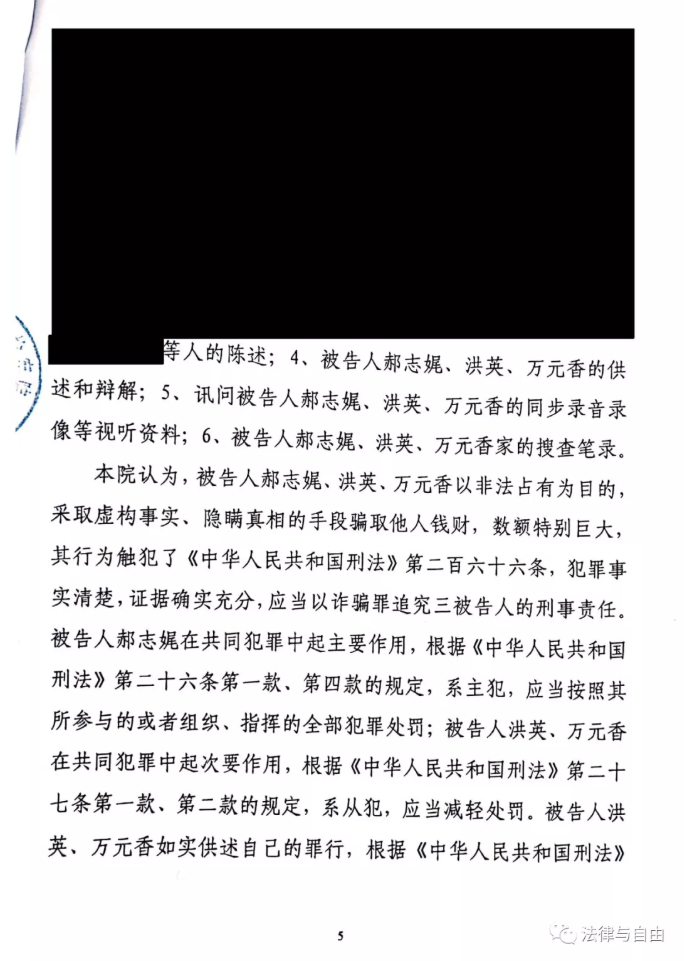 等人的陈述；4、被告人郝志娓、洪英、万元香的供
述和辩解；5、讯问被告人郝志娓、洪英、万元香的同步录音录
像等视听资料；6、被告人郝志娓、洪英、万元香家的搜查笔录。
本院认为，被告人郝志娓、洪英、万元香以非法占有为目的，
采取虚构事实、隐瞒真相的手段骗取他人钱财，数额特别巨大，
其行为触犯了《中华人民共和国刑法》第二百六十六条，犯罪事
实清楚，证据确实充分，应当以诈骗罪追究三被告人的刑事责任。
被告人郝志娓在共同犯罪中起主要作用，根据《中华人民共和国
刑法》第二十六条第一款、第四款的规定，系主犯，应当按照其
所参与的或者组织、指挥的全部犯罪处罚；被告人洪英、万元香
在共同犯罪中起次要作用，根据《中华人民共和国刑法》第二十
七条第一款、第二款的规定，系从犯，应当减轻处罚。被告人洪
英、万元香如实供述自己的罪行，根据《中华人民共和国刑法》
5
法律与自由